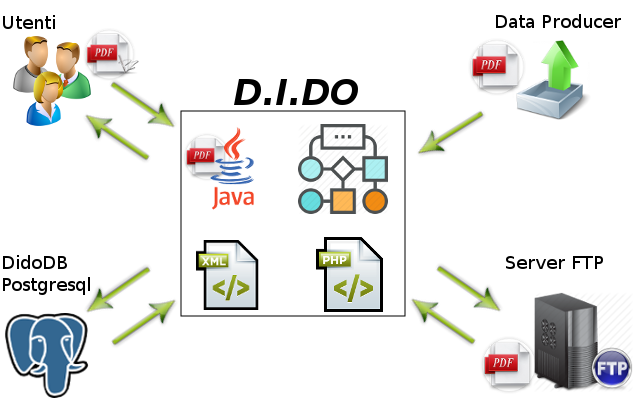 Utenti
PDF
Data Producer
PDF
D.I.DO
PDF
Java
...
XML
</>
PHP
</>
DidoDB
Postgresql
Server FTP
PDF
FTP